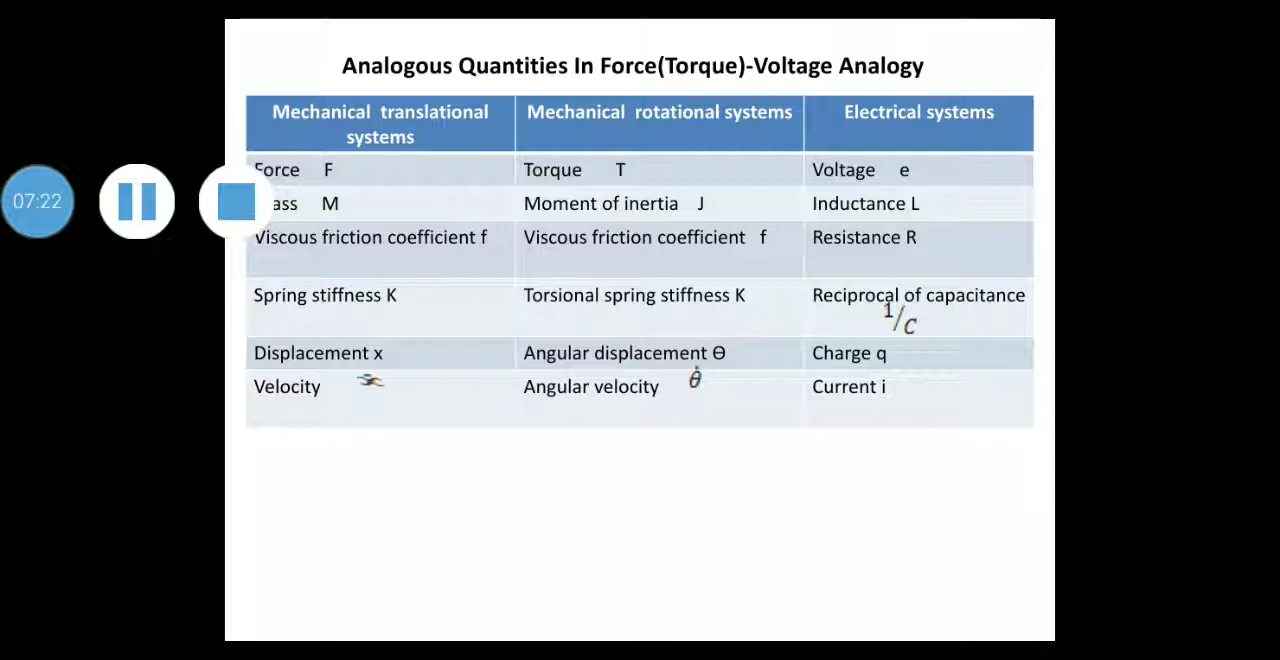 Analogous Quantities In Force(Torque)-Voltage Analogy
Mechanical translational systems
Mechanical rotational systems
Electrical systems
Force F
Torque T
Voltage e
07:22
M
Moment of inertia J
Inductance L
Viscous friction coefficient f
Viscous friction coefficient f
Resistance R
Spring stiffness K
Torsional spring stiffness K
Reciprocal of capacitance
1/C
Displacement x
Angular displacement Ө
Charge q
Velocity
Angular velocity θ̇
Current i